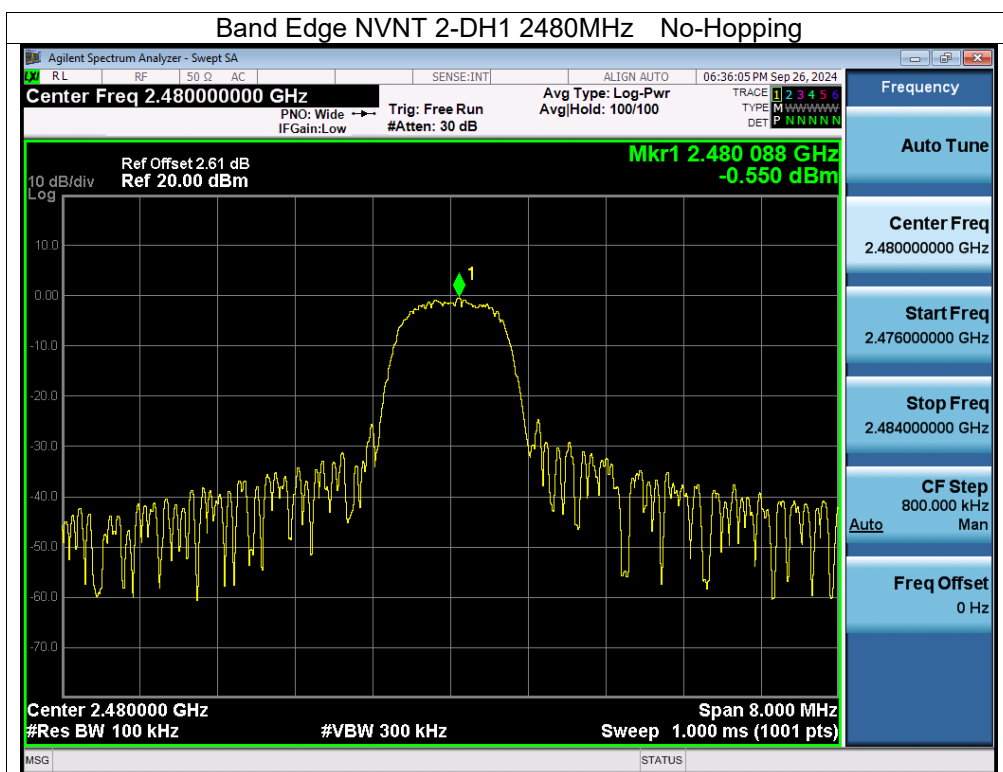 Band Edge NVNT 2-DH1 2480MHz No-Hopping
Agilent Spectrum Analyzer - Swept SA
LXI RL RF 50 Ω AC SENSE:INT ALIGN AUTO 06:36:05 PM Sep 26, 2024
Center Freq 2.480000000 GHz
PNO: Wide
IFGain:Low
Trig: Free Run
#Atten: 30 dB
Avg Type: Log-Pwr
Avg|Hold: 100/100
TRACE 1 2 3 4 5 6
TYPE M WWWWW
DET P N N N N N
Ref Offset 2.61 dB
10 dB/div Ref 20.00 dBm
Log
Mkr1 2.480 088 GHz
-0.550 dBm
1
10.0
0.00
-10.0
-20.0
-30.0
-40.0
-50.0
-60.0
-70.0
Center 2.480000 GHz Span 8.000 MHz
#Res BW 100 kHz #VBW 300 kHz Sweep 1.000 ms (1001 pts)
MSG STATUS
Frequency
Auto Tune
Center Freq
2.480000000 GHz
Start Freq
2.476000000 GHz
Stop Freq
2.484000000 GHz
CF Step
800.000 kHz
Auto Man
Freq Offset
0 Hz